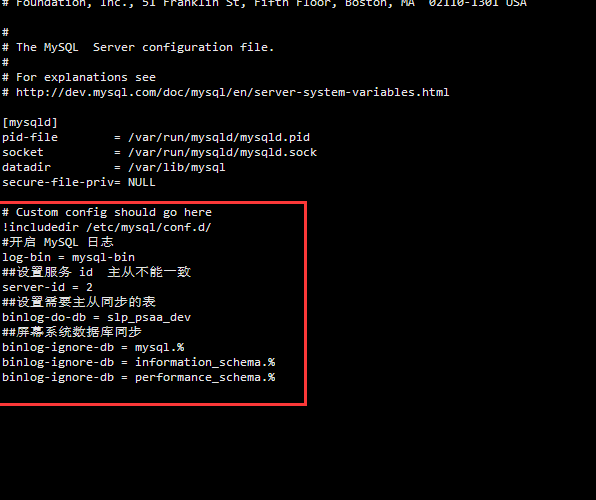 # Foundation, Inc., 51 Franklin St, Fifth Floor, Boston, MA  02110-1301 USA
#
# The MySQL  Server configuration file.
#
# For explanations see
# http://dev.mysql.com/doc/mysql/en/server-system-variables.html
[mysqld]
pid-file        = /var/run/mysqld/mysqld.pid
socket          = /var/run/mysqld/mysqld.sock
datadir         = /var/lib/mysql
secure-file-priv= NULL
# Custom config should go here
!includedir /etc/mysql/conf.d/
#开启 MySQL 日志
log-bin = mysql-bin
##设置服务 id  主从不能一致
server-id = 2
##设置需要主从同步的表
binlog-do-db = slp_psaa_dev
##屏幕系统数据库同步
binlog-ignore-db = mysql.%
binlog-ignore-db = information_schema.%
binlog-ignore-db = performance_schema.%